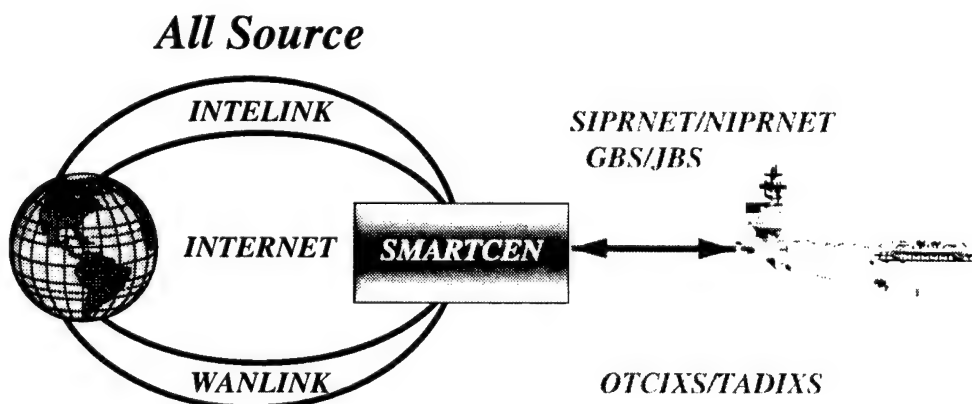 All Source
INTELINK
SIPRNET/NIPRNET
GBS/JBS
INTERNET
SMARTCEN
WANLINK
OTCIXS/TADIXS